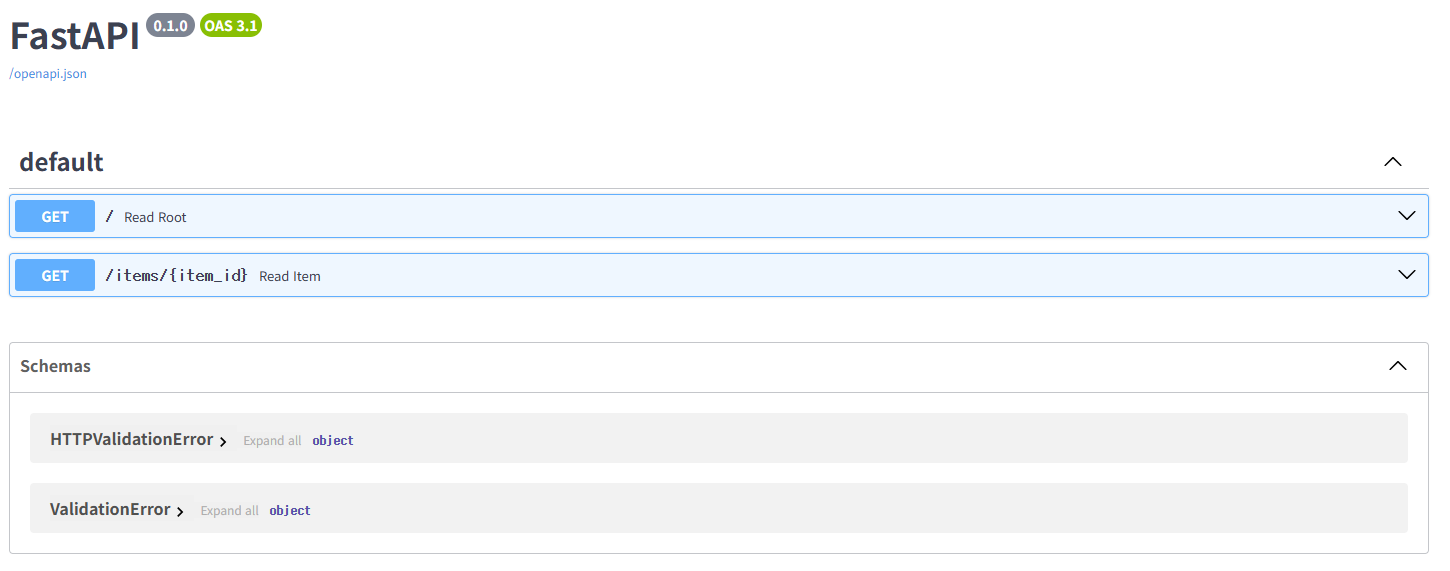 FastAPI 0.1.0 OAS 3.1
/openapi.json
default
GET / Read Root
GET /items/{item_id} Read Item
Schemas
HTTPValidationError Expand all object
ValidationError Expand all object